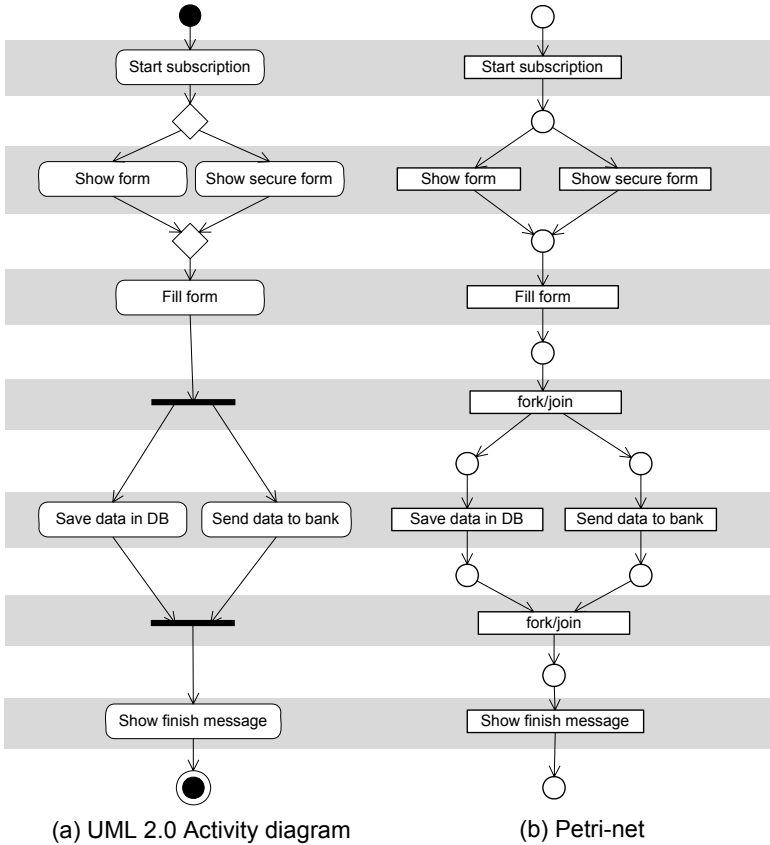 Start subscription
Start subscription
Show form
Show secure form
Show form
Show secure form
Fill form
Fill form
fork/join
Save data in DB
Send data to bank
Save data in DB
Send data to bank
fork/join
Show finish message
Show finish message
(a) UML 2.0 Activity diagram
(b) Petri-net